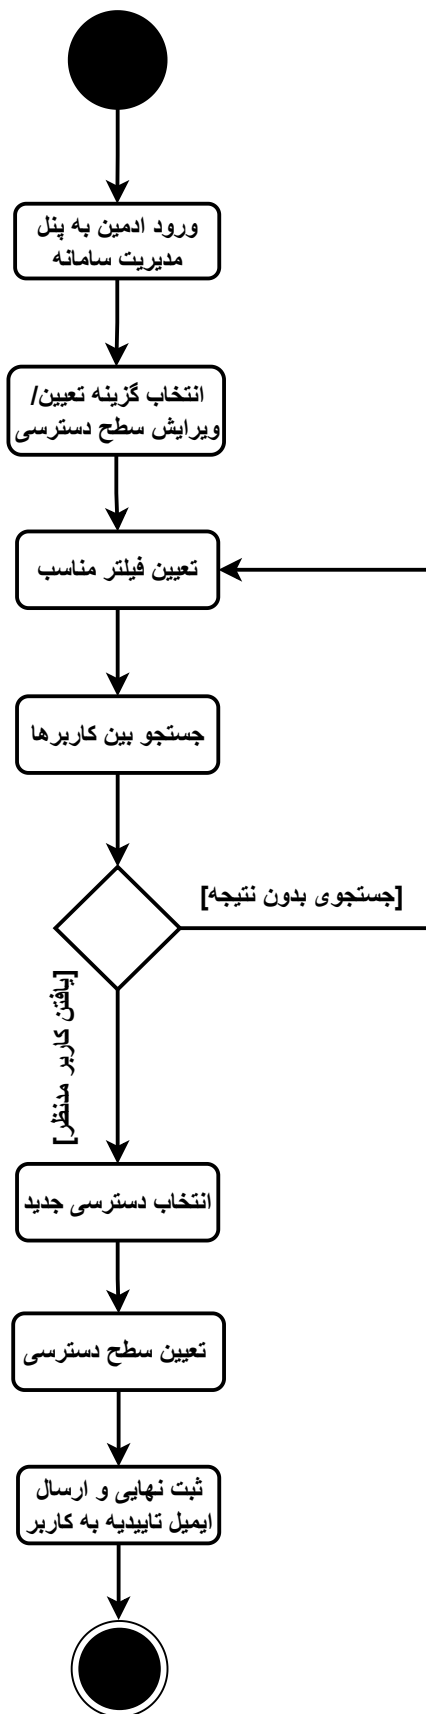 ورود ادمین به پنل
مدیریت سامانه
انتخاب گزینه تعیین/
ویرایش سطح دسترسی
تعیین فیلتر مناسب
جستجو بین کاربرها
[جستجوی بدون نتیجه]
[یافتن کاربر مدنظر]
انتخاب دسترسی جدید
تعیین سطح دسترسی
ثبت نهایی و ارسال
ایمیل تاییدیه به کاربر